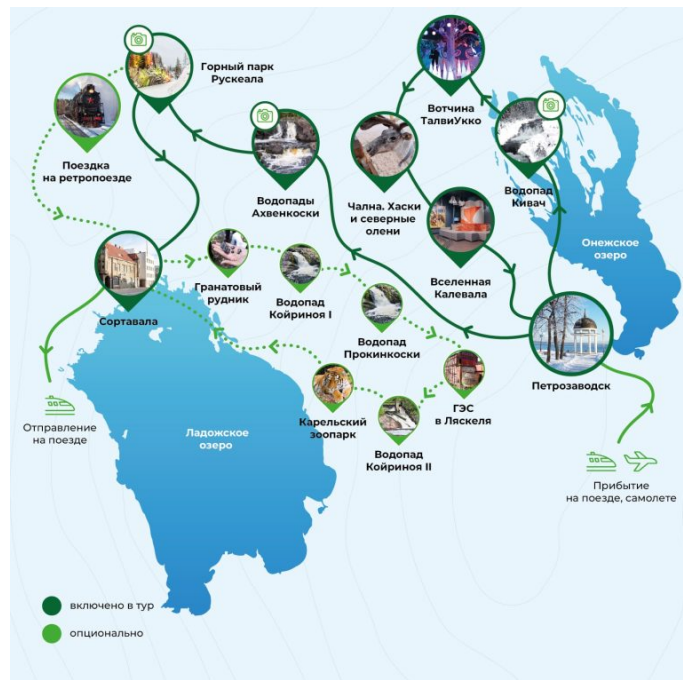 Горный парк
Рускеала
Вотчина
ТалвиУкко
Поездка
на ретропоезде
Водопады
Ахвенкоски
Чална. Хаски
и северные
олени
Водопад
Кивач
Онежское
озеро
Вселенная
Калевала
Гранатовый
рудник
Водопад
Койриноя I
Сортавала
Водопад
Прокинкоски
Петрозаводск
ГЭС
в Ляскеля
Карельский
зоопарк
Водопад
Койриноя II
Отправление
на поезде
Ладожское
озеро
Прибытие
на поезде, самолете
включено в тур
опционально